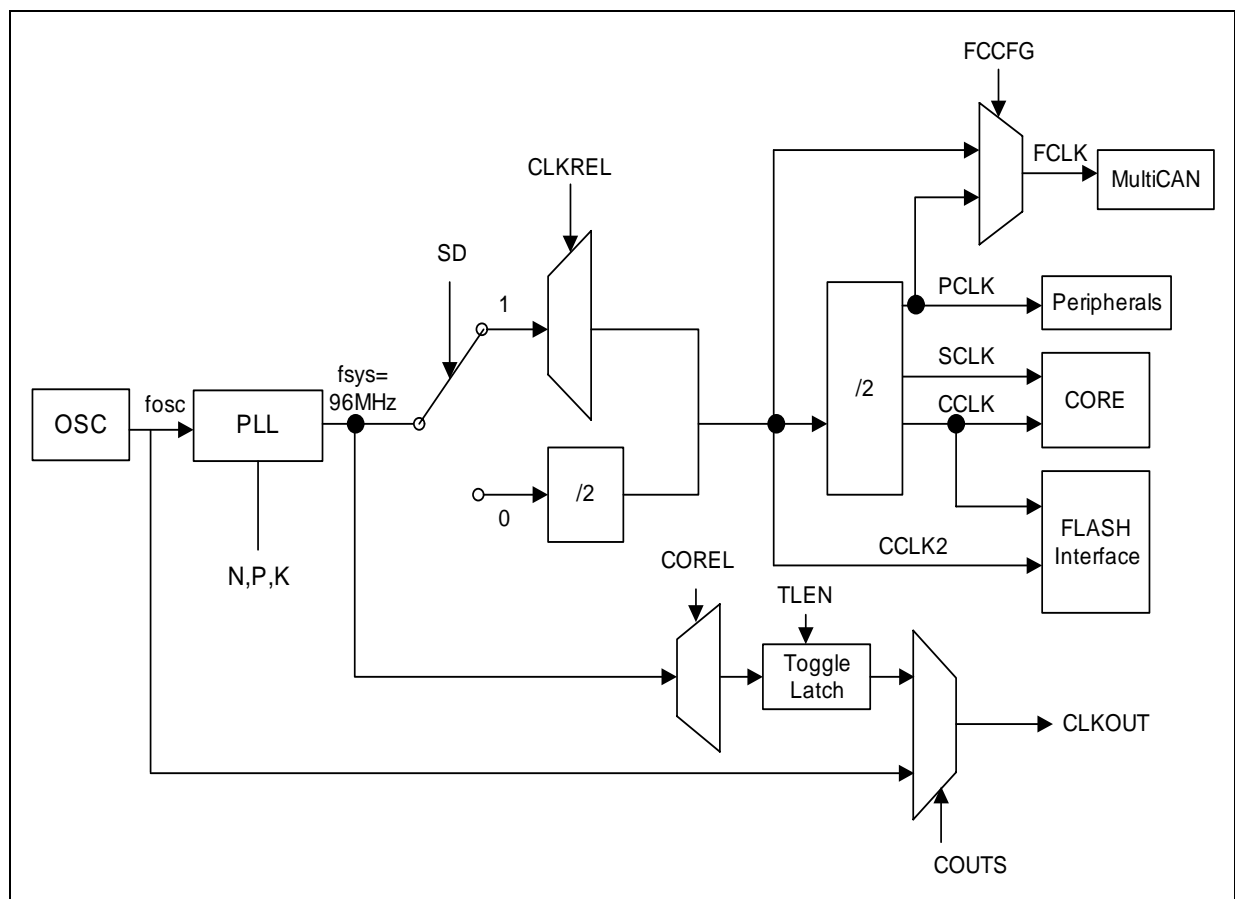 FCCFG
FCLK
MultiCAN
CLKREL
SD
1
PCLK
Peripherals
SCLK
/2
CCLK
CORE
fsys=
96MHz
fosc
OSC
PLL
/2
0
FLASH
Interface
CCLK2
N,P,K
COREL
TLEN
Toggle
Latch
CLKOUT
COUTS